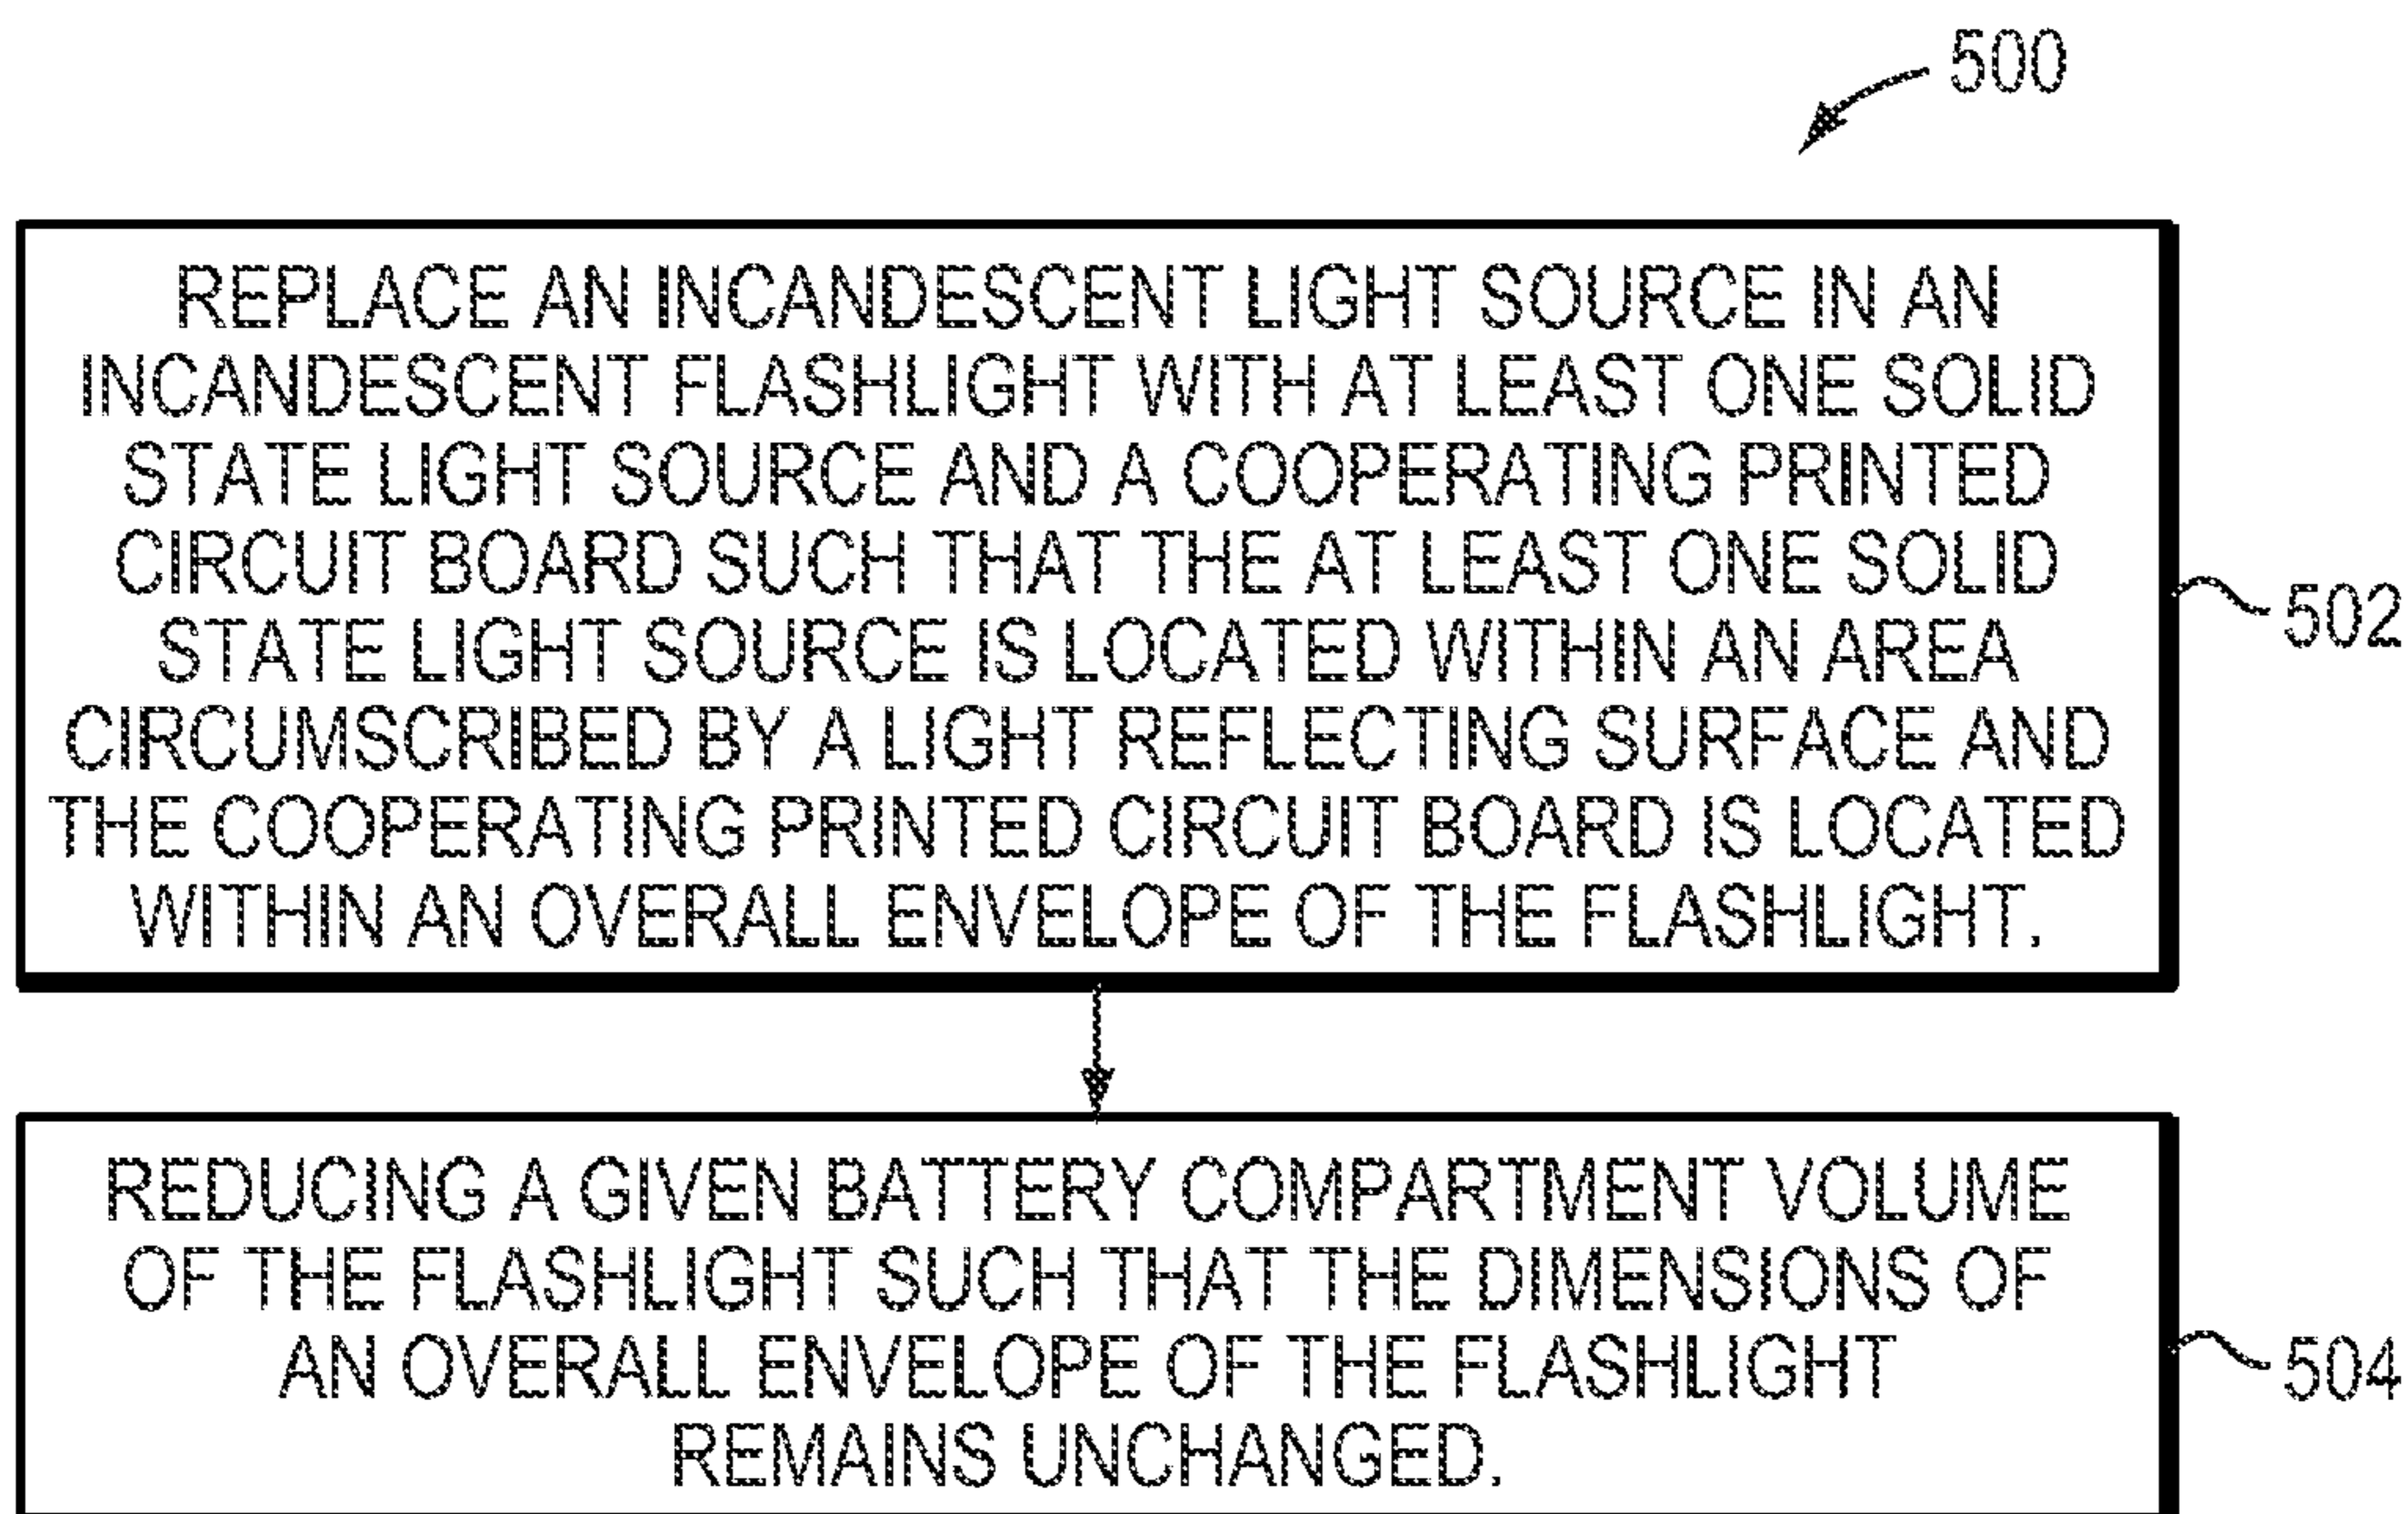 500
REPLACE AN INCANDESCENT LIGHT SOURCE IN AN
INCANDESCENT FLASHLIGHT WITH AT LEAST ONE SOLID
STATE LIGHT SOURCE AND A COOPERATING PRINTED
CIRCUIT BOARD SUCH THAT THE AT LEAST ONE SOLID
STATE LIGHT SOURCE IS LOCATED WITHIN AN AREA
CIRCUMSCRIBED BY A LIGHT REFLECTING SURFACE AND
THE COOPERATING PRINTED CIRCUIT BOARD IS LOCATED
WITHIN AN OVERALL ENVELOPE OF THE FLASHLIGHT.
502
REDUCING A GIVEN BATTERY COMPARTMENT VOLUME
OF THE FLASHLIGHT SUCH THAT THE DIMENSIONS OF
AN OVERALL ENVELOPE OF THE FLASHLIGHT
REMAINS UNCHANGED.
504